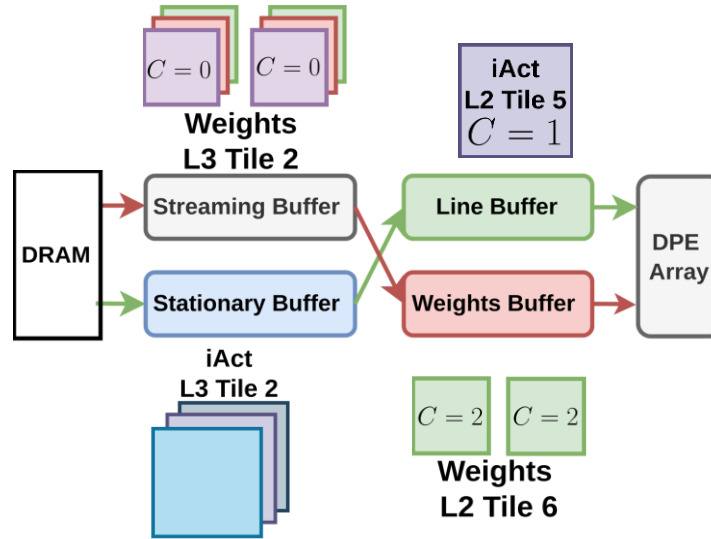 C = 0 C = 0
Weights
L3 Tile 2
iAct
L2 Tile 5
C = 1
DRAM
Streaming Buffer
Line Buffer
DPE
Array
Stationary Buffer
Weights Buffer
iAct
L3 Tile 2
C = 2 C = 2
Weights
L2 Tile 6